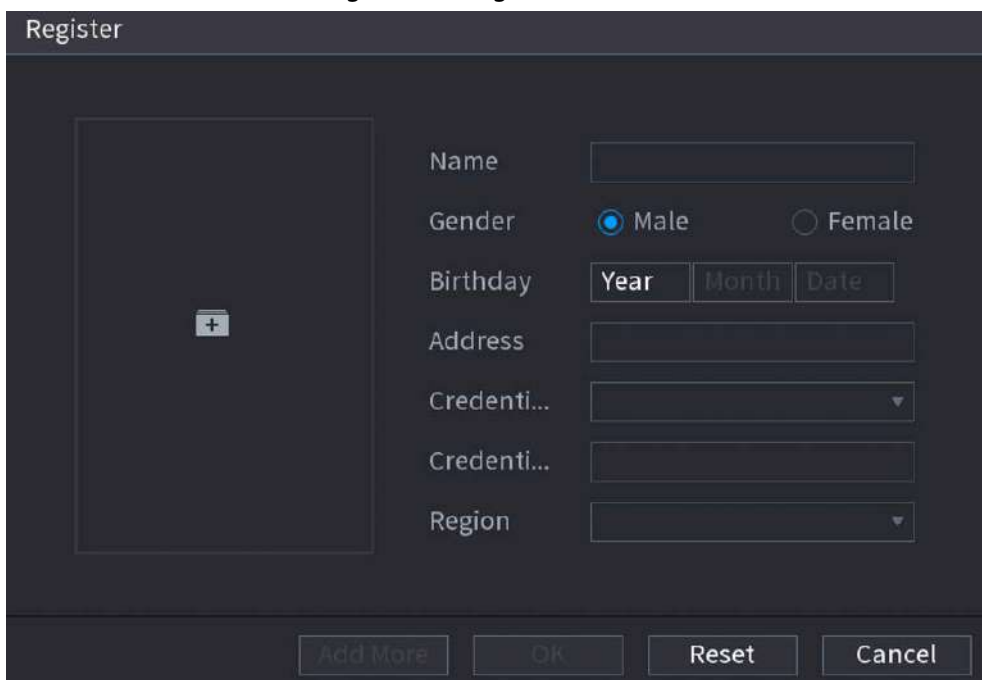 Register
Name
Gender Male Female
Birthday Year Month Date
Address
Credenti...
Credenti...
Region
Add More OK Reset Cancel